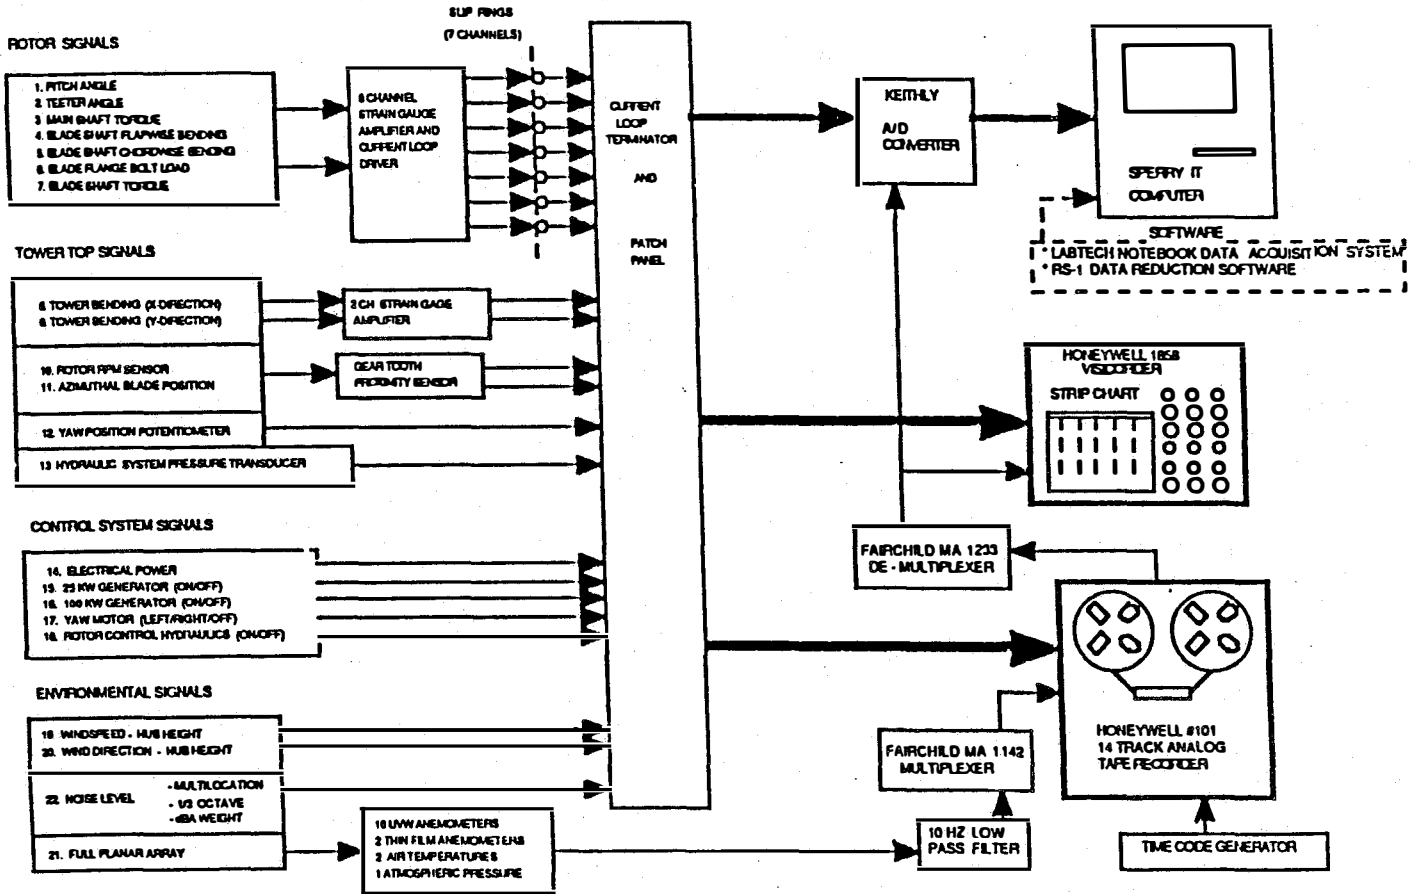 ROTOR SIGNALS
1. PITCH ANGLE
2 TEETER ANGLE
3 MAIN SHAFT TORQUE
4. BLADE SHAFT FLAPWISE BENDING
5. BLADE SHAFT CHORDWISE BENDING
6. BLADE FLANGE BOLT LOAD
7. BLADE SHAFT TORQUE
8 CHANNEL
STRAIN GAUGE
AMPLIFIER AND
CURRENT LOOP
DRIVER
SLIP RINGS
(7 CHANNELS)
CURRENT
LOOP
TERMINATOR
AND
PATCH
PANEL
KEITHLY
A/D
CONVERTER
SPERRY IT
COMPUTER
SOFTWARE
* LABTECH NOTEBOOK DATA ACQUISITION SYSTEM
* RS-1 DATA REDUCTION SOFTWARE
TOWER TOP SIGNALS
8. TOWER BENDING (X-DIRECTION)
9. TOWER BENDING (Y-DIRECTION)
2 CH STRAIN GAGE
AMPLIFIER
10. ROTOR RPM SENSOR
11. AZIMUTHAL BLADE POSITION
GEAR TOOTH
PROXIMITY SENSOR
12. YAW POSITION POTENTIOMETER
13 HYDRAULIC SYSTEM PRESSURE TRANSDUCER
HONEYWELL 1858
VISICORDER
STRIP CHART
CONTROL SYSTEM SIGNALS
14. ELECTRICAL POWER
15. 25 KW GENERATOR (ON/OFF)
16. 100 KW GENERATOR (ON/OFF)
17. YAW MOTOR (LEFT/RIGHT/OFF)
18. ROTOR CONTROL HYDRAULICS (ON/OFF)
FAIRCHILD MA 1233
DE - MULTIPLEXER
ENVIRONMENTAL SIGNALS
19. WINDSPEED - HUB HEIGHT
20. WIND DIRECTION - HUB HEIGHT
22. NOISE LEVEL
- MULTILOCATION
- 1/3 OCTAVE
- dBA WEIGHT
21. FULL PLANAR ARRAY
16 UVW ANEMOMETERS
2 THIN FILM ANEMOMETERS
2 AIR TEMPERATURES
1 ATMOSPHERIC PRESSURE
FAIRCHILD MA 1142
MULTIPLEXER
10 HZ LOW
PASS FILTER
HONEYWELL #101
14 TRACK ANALOG
TAPE RECORDER
TIME CODE GENERATOR